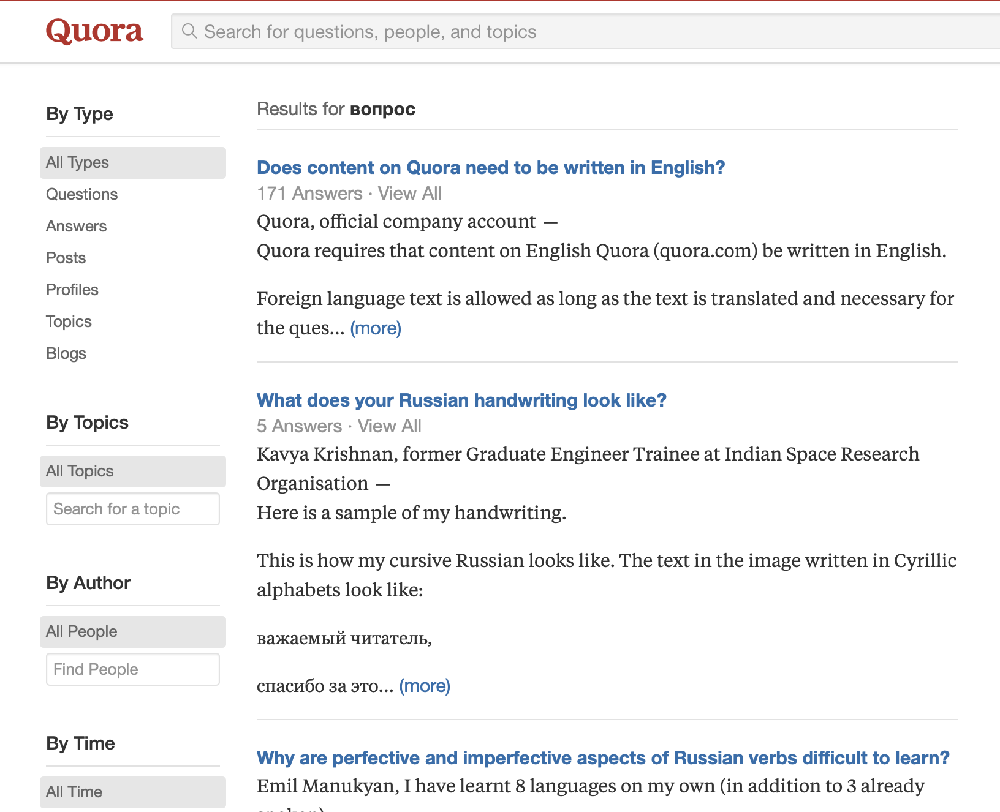 Quora
Search for questions, people, and topics
By Type
All Types
Questions
Answers
Posts
Profiles
Topics
Blogs
By Topics
All Topics
Search for a topic
By Author
All People
Find People
By Time
All Time
Results for вопрос
Does content on Quora need to be written in English?
171 Answers · View All
Quora, official company account —
Quora requires that content on English Quora (quora.com) be written in English.
Foreign language text is allowed as long as the text is translated and necessary for
the ques... (more)
What does your Russian handwriting look like?
5 Answers · View All
Kavya Krishnan, former Graduate Engineer Trainee at Indian Space Research
Organisation —
Here is a sample of my handwriting.
This is how my cursive Russian looks like. The text in the image written in Cyrillic
alphabets look like:
важаемый читатель,
спасибо за это... (more)
Why are perfective and imperfective aspects of Russian verbs difficult to learn?
Emil Manukyan, I have learnt 8 languages on my own (in addition to 3 already